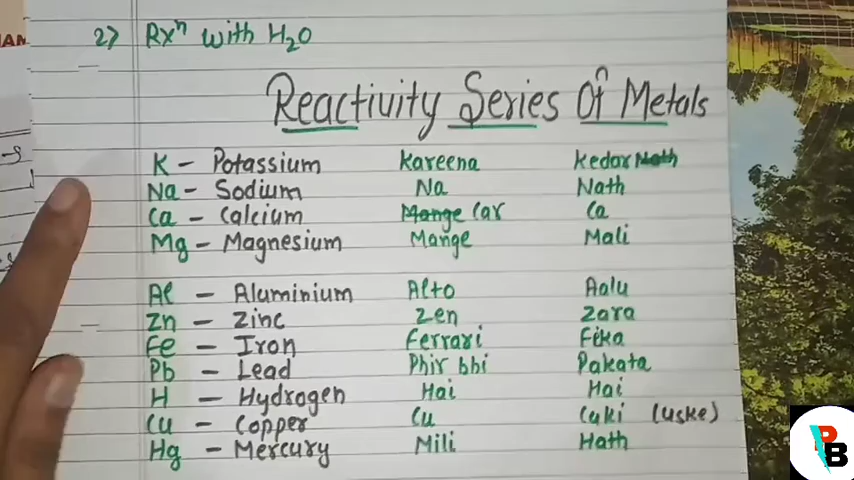 AM
2> Rxⁿ with H₂O
Reactivity Series Of Metals
K – Potassium Kareena Kedar Nath
Na – Sodium Na Nath
Ca – Calcium Mange Car Ca
Mg – Magnesium Mange Mali
Al – Aluminium Alto Aalu
Zn – Zinc Zen Zara
Fe – Iron Ferrari Fika
Pb – Lead Phir bhi Pakata
H – Hydrogen Hai Hai
Cu – Copper Cu Cuki (uske)
Hg – Mercury Mili Hath
PB